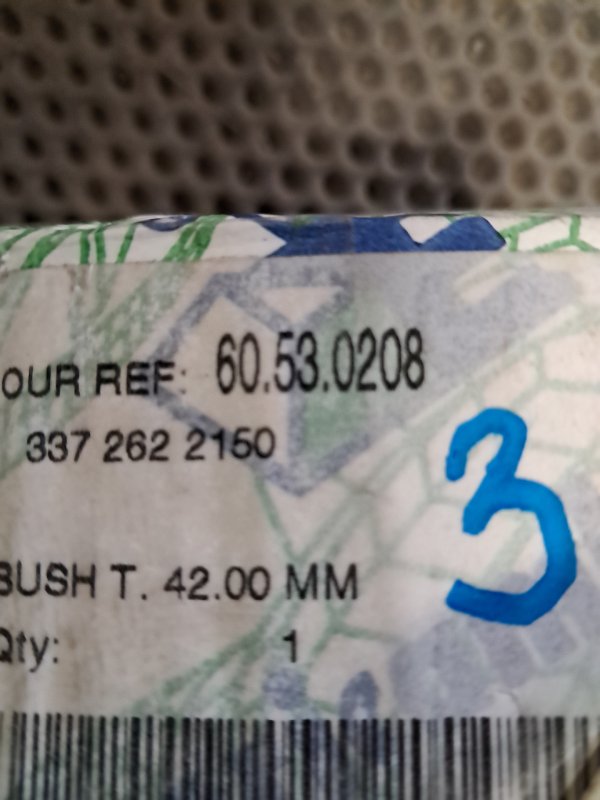 OUR REF: 60.53.0208
337 262 2150
3
BUSH T. 42.00 MM
Qty: 1